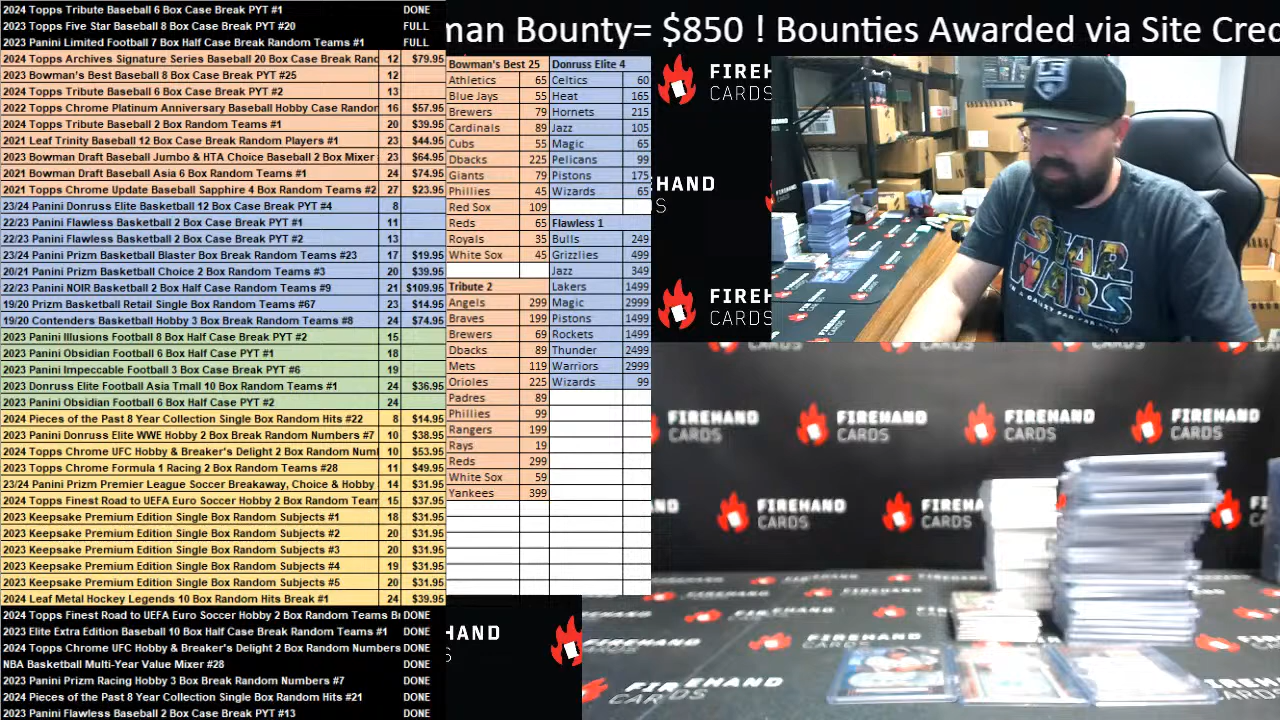 2024 Topps Tribute Baseball 6 Box Case Break PYT #1 DONE
2023 Topps Five Star Baseball 8 Box Case Break PYT #20 FULL
2023 Panini Limited Football 7 Box Half Case Break Random Teams #1 FULL
2024 Topps Archives Signature Series Baseball 20 Box Case Break Ranc 12 $79.95
2023 Bowman's Best Baseball 8 Box Case Break PYT #25 12
2024 Topps Tribute Baseball 6 Box Case Break PYT #2 13
2022 Topps Chrome Platinum Anniversary Baseball Hobby Case Randor 16 $57.95
2024 Topps Tribute Baseball 2 Box Random Teams #1 20 $39.95
2021 Leaf Trinity Baseball 12 Box Case Break Random Players #1 23 $44.95
2023 Bowman Draft Baseball Jumbo & HTA Choice Baseball 2 Box Mixer 23 $64.95
2021 Bowman Draft Baseball Asia 6 Box Random Teams #1 24 $74.95
2021 Topps Chrome Update Baseball Sapphire 4 Box Random Teams #2 27 $23.95
23/24 Panini Donruss Elite Basketball 12 Box Case Break PYT #4 8
22/23 Panini Flawless Basketball 2 Box Case Break PYT #1 11
22/23 Panini Flawless Basketball 2 Box Case Break PYT #2 13
23/24 Panini Prizm Basketball Blaster Box Break Random Teams #23 17 $19.95
20/21 Panini Prizm Basketball Choice 2 Box Random Teams #3 20 $39.95
22/23 Panini NOIR Basketball 2 Box Random Teams #9 21 $109.95
19/20 Prizm Basketball Retail Single Box Random Teams #67 23 $14.95
19/20 Contenders Basketball Hobby 3 Box Break Random Teams #8 24 $74.95
2023 Panini Illusions Football 8 Box Half Case Break PYT #2 15
2023 Panini Obsidian Football 6 Box Half Case PYT #1 18
2023 Panini Impeccable Football 3 Box Case Break PYT #6 19
2023 Donruss Elite Football Asia Tmall 10 Box Random Teams #1 24 $36.95
2023 Panini Obsidian Football 6 Box Half Case PYT #2 24
2024 Pieces of the Past 8 Year Collection Single Box Random Hits #22 8 $14.95
2023 Panini Donruss Elite WWE Hobby 2 Box Break Random Numbers #7 10 $38.95
2024 Topps Chrome UFC Hobby & Breaker's Delight 2 Box Random Numl 10 $53.95
2023 Topps Chrome Formula 1 Racing 2 Box Random Teams #28 11 $49.95
23/24 Panini Prizm Premier League Soccer Breakaway, Choice & Hobby 14 $31.95
2024 Topps Finest Road to UEFA Euro Soccer Hobby 2 Box Random Team 15 $37.95
2023 Keepsake Premium Edition Single Box Random Subjects #1 18 $31.95
2023 Keepsake Premium Edition Single Box Random Subjects #2 20 $31.95
2023 Keepsake Premium Edition Single Box Random Subjects #3 20 $31.95
2023 Keepsake Premium Edition Single Box Random Subjects #4 19 $31.95
2023 Keepsake Premium Edition Single Box Random Subjects #5 20 $31.95
2024 Leaf Metal Hockey Legends 10 Box Random Hits Break #1 24 $39.95
2024 Topps Finest Road to UEFA Euro Soccer Hobby 2 Box Random Teams Br DONE
2023 Elite Extra Edition Baseball 10 Box Half Case Break Random Teams #1 DONE
2024 Topps Chrome UFC Hobby & Breaker's Delight 2 Box Random Numbers DONE
NBA Basketball Multi-Year Value Mixer #28 DONE
2023 Panini Prizm Racing Hobby 3 Box Break Random Numbers #7 DONE
2024 Pieces of the Past 8 Year Collection Single Box Random Hits #21 DONE
2023 Panini Flawless Baseball 2 Box Case Break PYT #13 DONE
man Bounty= $850 ! Bounties Awarded via Site Cred
Bowman's Best 25
Athletics 65
Blue Jays 55
Brewers 79
Cardinals 89
Cubs 55
Dbacks 225
Giants 79
Phillies 45
Red Sox 109
Reds 65
Royals 35
White Sox 45
Tribute 2
Angels 299
Braves 199
Brewers 69
Dbacks 89
Mets 119
Orioles 225
Padres 89
Phillies 99
Rangers 199
Rays 19
Reds 299
White Sox 59
Yankees 399
Donruss Elite 4
Celtics 60
Heat 165
Hornets 215
Jazz 105
Magic 65
Pelicans 99
Pistons 175
Wizards 65
Flawless 1
Bulls 249
Grizzlies 499
Jazz 349
Lakers 1499
Magic 2999
Pistons 1499
Rockets 1499
Thunder 2499
Warriors 2999
Wizards 99
FIREH
CARDS
HAND
S
FIREH
CARDS
HAND
S
STAR
WARS
CARDS
CARDS
CARDS
FIREHAND
CARDS
FIREHAND
CARDS
FIREHAND
CARDS
FIREHAND
CARDS
FIREHAND
CARDS
FIREHAND
CARDS